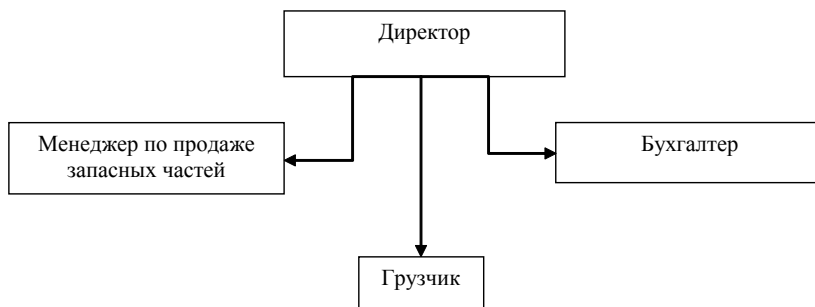 Директор
Менеджер по продаже
запасных частей
Бухгалтер
Грузчик